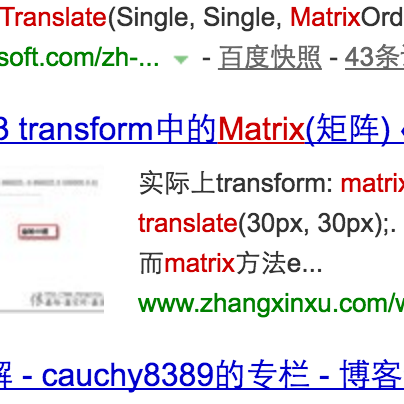 Translate(Single, Single, MatrixOrd
soft.com/zh-... - 百度快照 - 43条
3 transform中的Matrix(矩阵)
实际上transform: matrix
translate(30px, 30px);.
而matrix方法e...
www.zhangxinxu.com/w
解 - cauchy8389的专栏 - 博客